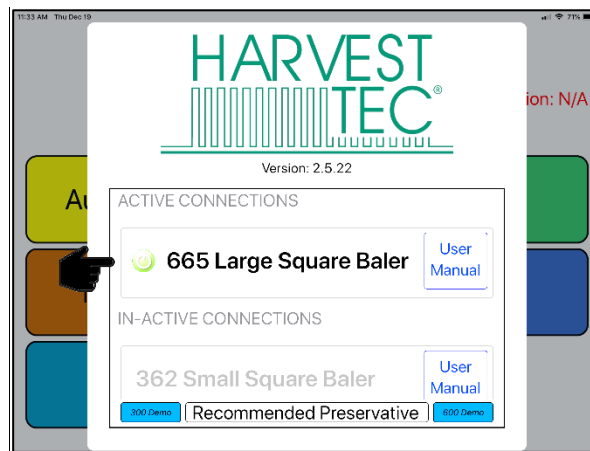 11:33 AM Thu Dec 19
71%
HARVEST
TEC®
ion: N/A
Version: 2.5.22
Au
ACTIVE CONNECTIONS
665 Large Square Baler
User
Manual
IN-ACTIVE CONNECTIONS
362 Small Square Baler
User
Manual
300 Demo
Recommended Preservative
600 Demo